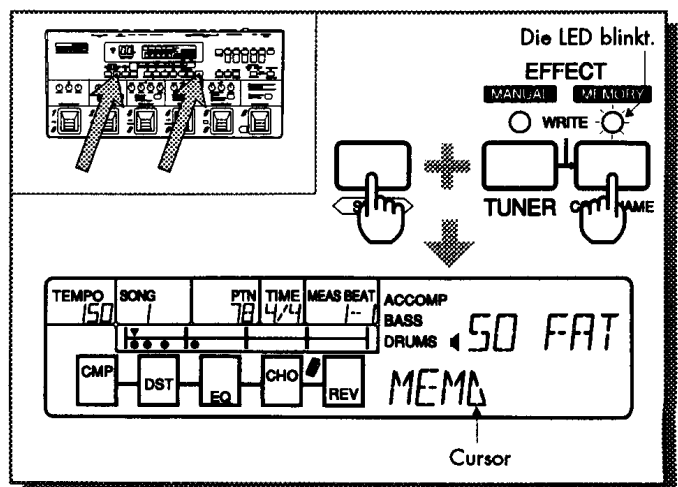 Die LED blinkt.
EFFECT
MANUAL MEMORY
WRITE
TUNER
TEMPO SONG PTN TIME MEAS BEAT
150 1 78 4/4 1-- 1
ACCOMP
BASS
DRUMS
SO FAT
CMP DST EQ CHO REV
MEM
Cursor